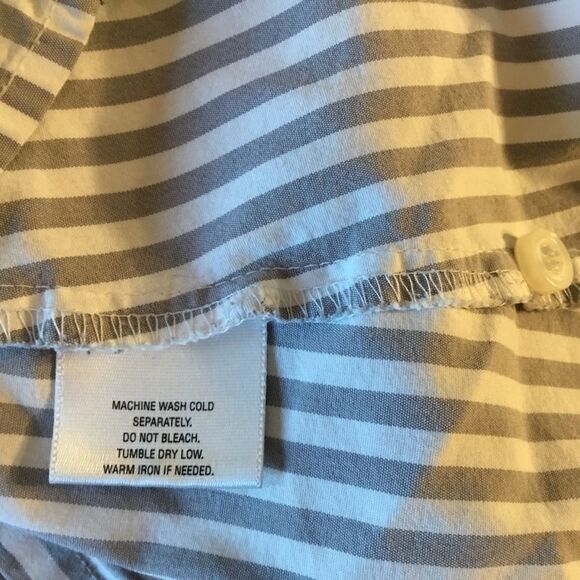 MACHINE WASH COLD
SEPARATELY.
DO NOT BLEACH.
TUMBLE DRY LOW.
WARM IRON IF NEEDED.